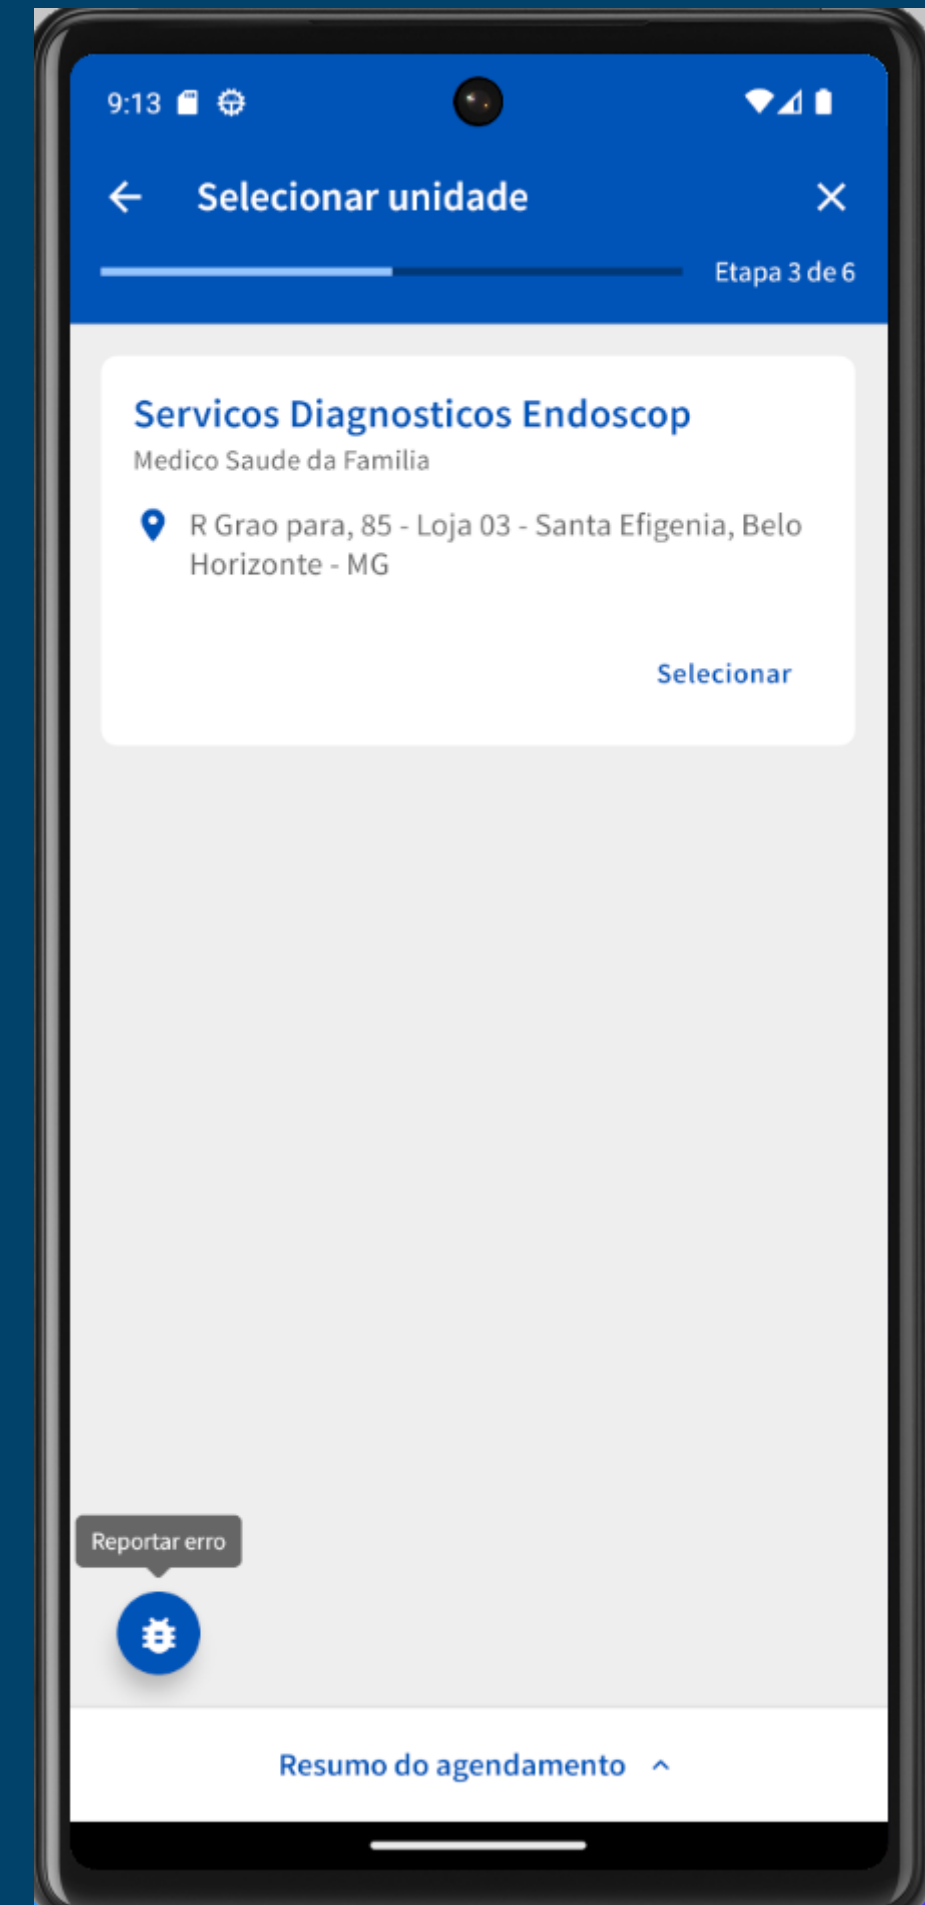 9:13
Selecionar unidade
Etapa 3 de 6
Servicos Diagnosticos Endoscop
Medico Saude da Familia
R Grao para, 85 - Loja 03 - Santa Efigenia, Belo
Horizonte - MG
Selecionar
Reportar erro
Resumo do agendamento